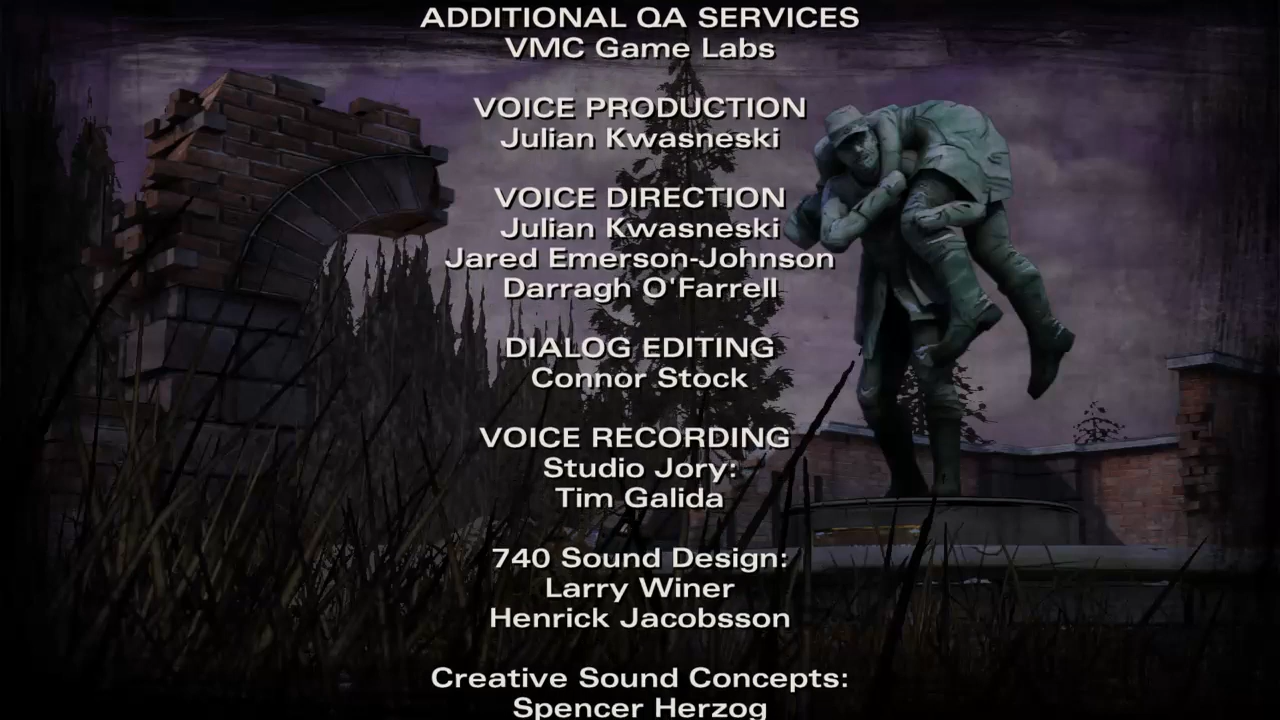 ADDITIONAL QA SERVICES
VMC Game Labs
VOICE PRODUCTION
Julian Kwasneski
VOICE DIRECTION
Julian Kwasneski
Jared Emerson-Johnson
Darragh O'Farrell
DIALOG EDITING
Connor Stock
VOICE RECORDING
Studio Jory:
Tim Galida
740 Sound Design:
Larry Winer
Henrick Jacobsson
Creative Sound Concepts:
Spencer Herzog